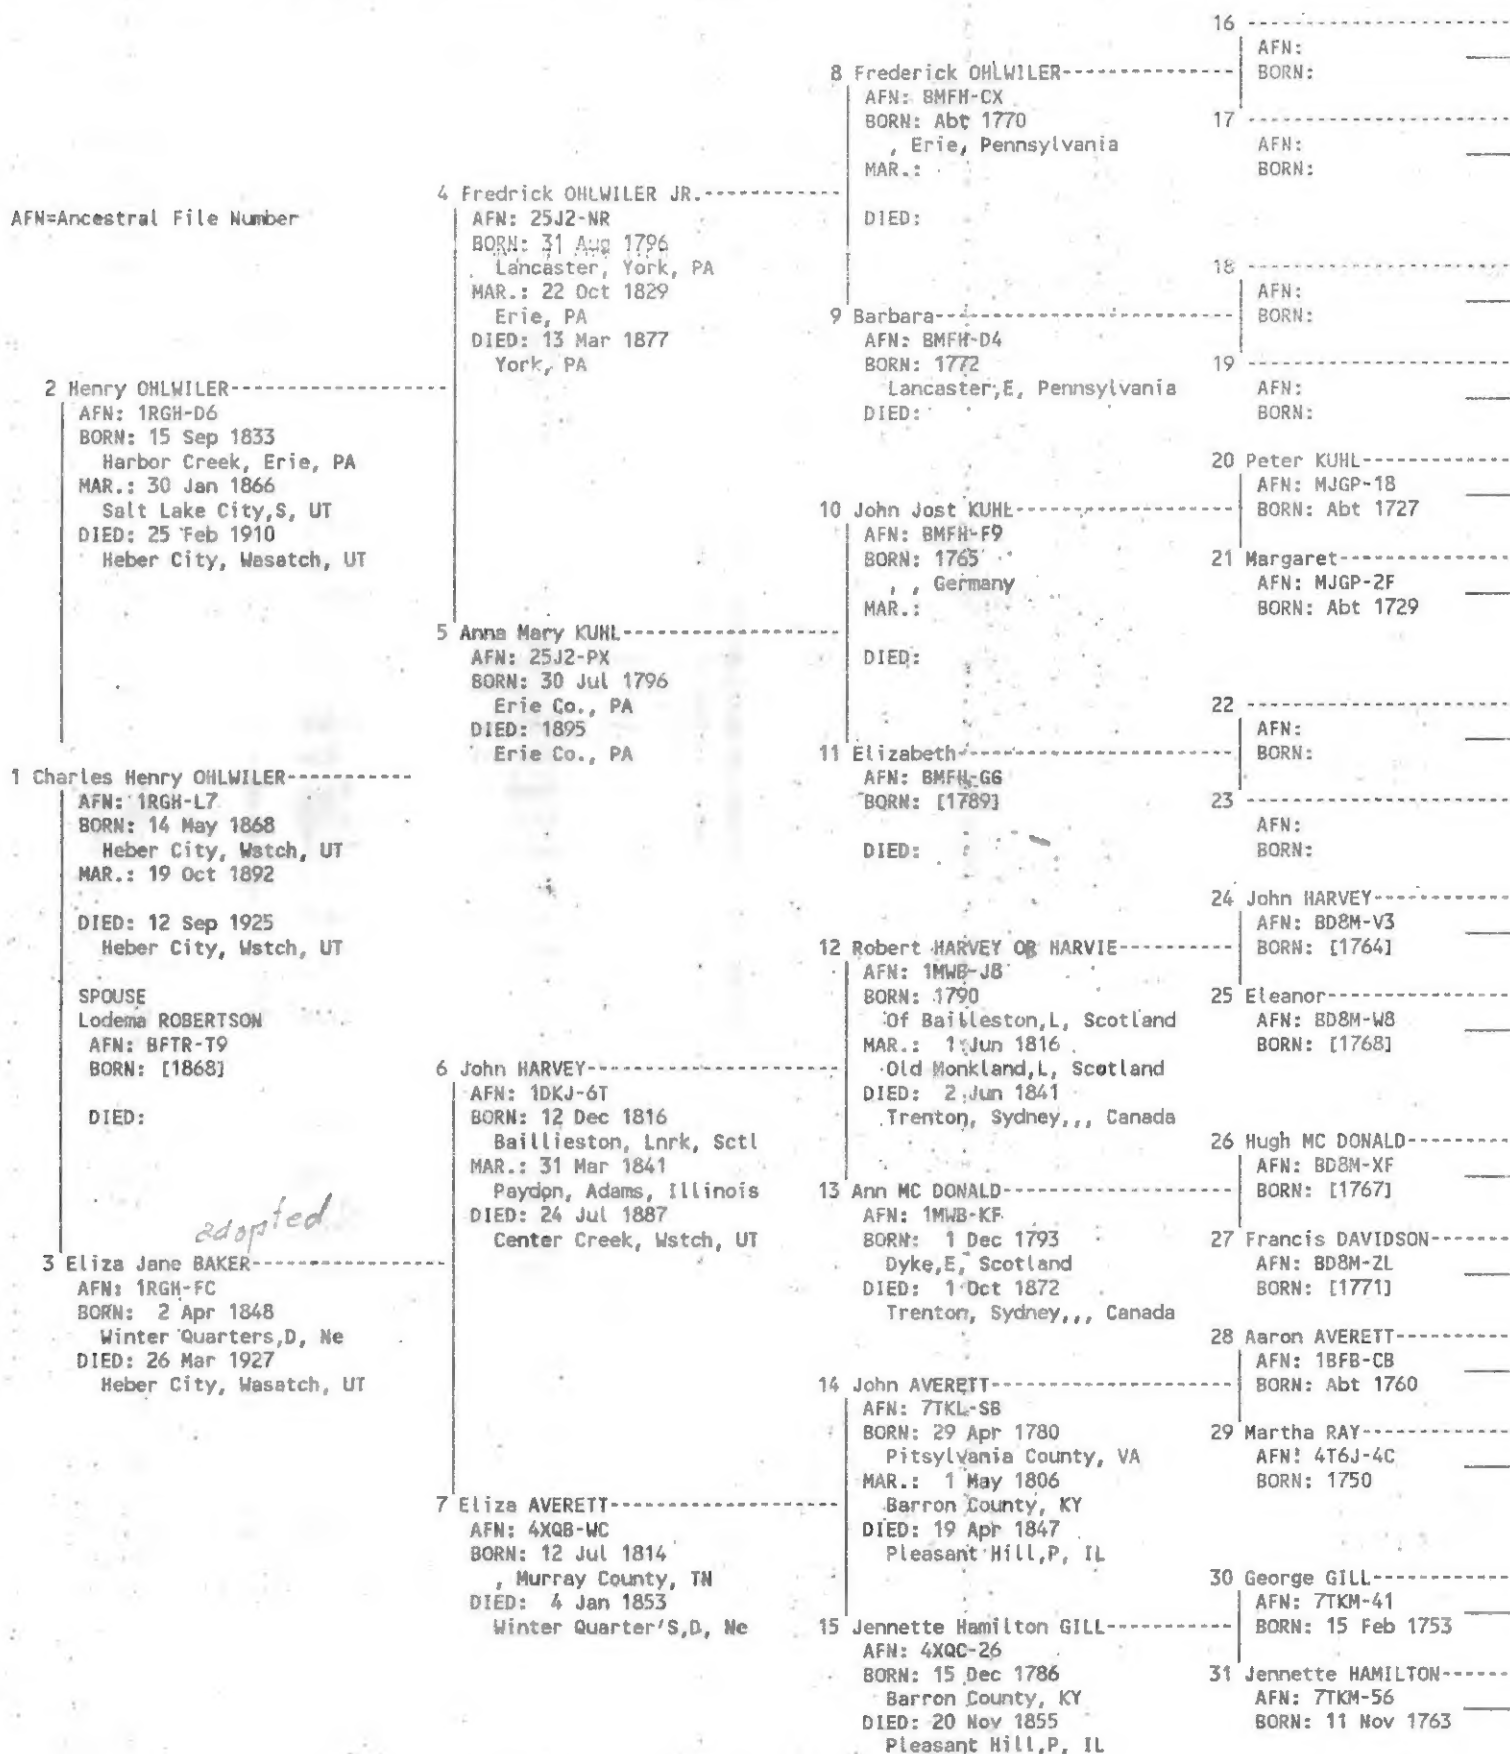 AFN=Ancestral File Number
1 Charles Henry OHLWILER
AFN: 1RGH-L7
BORN: 14 May 1868
Heber City, Wstch, UT
MAR.: 19 Oct 1892
DIED: 12 Sep 1925
Heber City, Wstch, UT
SPOUSE
Lodema ROBERTSON
AFN: BFTR-T9
BORN: [1868]
DIED:
2 Henry OHLWILER
AFN: 1RGH-D6
BORN: 15 Sep 1833
Harbor Creek, Erie, PA
MAR.: 30 Jan 1866
Salt Lake City,S, UT
DIED: 25 Feb 1910
Heber City, Wasatch, UT
adopted
3 Eliza Jane BAKER
AFN: 1RGH-FC
BORN: 2 Apr 1848
Winter Quarters,D, Ne
DIED: 26 Mar 1927
Heber City, Wasatch, UT
4 Fredrick OHLWILER JR.
AFN: 25J2-NR
BORN: 31 Aug 1796
Lancaster, York, PA
MAR.: 22 Oct 1829
Erie, PA
DIED: 13 Mar 1877
York, PA
5 Anna Mary KUHL
AFN: 25J2-PX
BORN: 30 Jul 1796
Erie Co., PA
DIED: 1895
Erie Co., PA
6 John HARVEY
AFN: 1DKJ-6T
BORN: 12 Dec 1816
Baillieston, Lnrk, Sctl
MAR.: 31 Mar 1841
Paydon, Adams, Illinois
DIED: 24 Jul 1887
Center Creek, Wstch, UT
7 Eliza AVERETT
AFN: 4XQB-WC
BORN: 12 Jul 1814
, Murray County, TN
DIED: 4 Jan 1853
Winter Quarter'S,D, Ne
8 Frederick OHLWILER
AFN: BMFH-CX
BORN: Abt 1770
, Erie, Pennsylvania
MAR.:
DIED:
9 Barbara
AFN: BMFH-D4
BORN: 1772
Lancaster,E, Pennsylvania
DIED:
10 John Jost KUHL
AFN: BMFH-F9
BORN: 1765
, , Germany
MAR.:
DIED:
11 Elizabeth
AFN: BMFH-GG
BORN: [1789]
DIED:
12 Robert HARVEY OR HARVIE
AFN: 1MWB-J8
BORN: 1790
Of Bailleston,L, Scotland
MAR.: 1 Jun 1816
Old Monkland,L, Scotland
DIED: 2 Jun 1841
Trenton, Sydney,,, Canada
13 Ann MC DONALD
AFN: 1MWB-KF
BORN: 1 Dec 1793
Dyke,E, Scotland
DIED: 1 Oct 1872
Trenton, Sydney,,, Canada
14 John AVERETT
AFN: 7TKL-SB
BORN: 29 Apr 1780
Pitsylvania County, VA
MAR.: 1 May 1806
Barron County, KY
DIED: 19 Apr 1847
Pleasant Hill,P, IL
15 Jennette Hamilton GILL
AFN: 4XQC-26
BORN: 15 Dec 1786
Barron County, KY
DIED: 20 Nov 1855
Pleasant Hill,P, IL
16
AFN:
BORN:
17
AFN:
BORN:
18
AFN:
BORN:
19
AFN:
BORN:
20 Peter KUHL
AFN: MJGP-18
BORN: Abt 1727
21 Margaret
AFN: MJGP-2F
BORN: Abt 1729
22
AFN:
BORN:
23
AFN:
BORN:
24 John HARVEY
AFN: BD8M-V3
BORN: [1764]
25 Eleanor
AFN: BD8M-W8
BORN: [1768]
26 Hugh MC DONALD
AFN: BD8M-XF
BORN: [1767]
27 Francis DAVIDSON
AFN: BD8M-ZL
BORN: [1771]
28 Aaron AVERETT
AFN: 1BFB-CB
BORN: Abt 1760
29 Martha RAY
AFN: 4T6J-4C
BORN: 1750
30 George GILL
AFN: 7TKM-41
BORN: 15 Feb 1753
31 Jennette HAMILTON
AFN: 7TKM-56
BORN: 11 Nov 1763